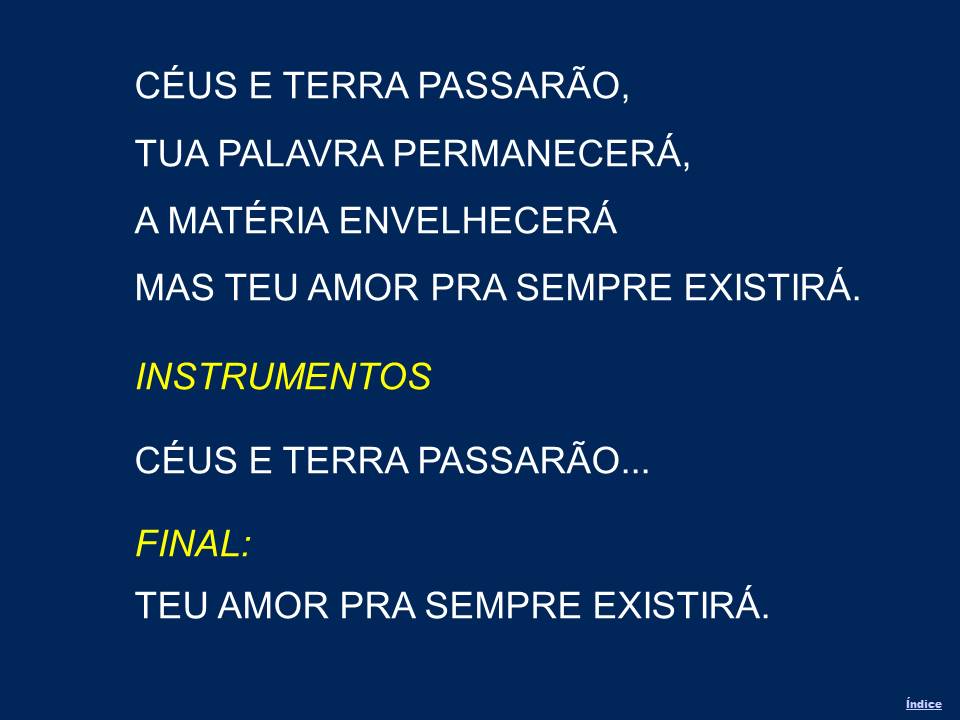 CÉUS E TERRA PASSARÃO,
TUA PALAVRA PERMANECERÁ,
A MATÉRIA ENVELHECERÁ
MAS TEU AMOR PRA SEMPRE EXISTIRÁ.
INSTRUMENTOS
CÉUS E TERRA PASSARÃO...
FINAL:
TEU AMOR PRA SEMPRE EXISTIRÁ.
Índice